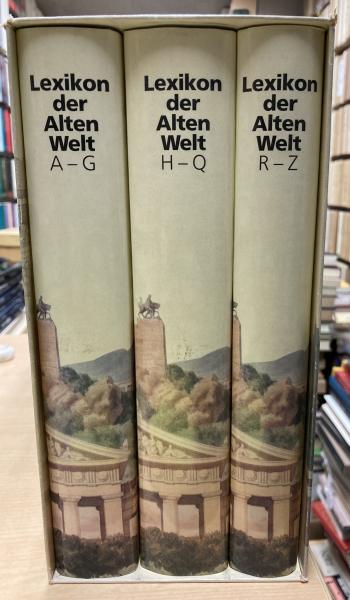 Lexikon
der
Alten
Welt
A – G
Lexikon
der
Alten
Welt
H – Q
Lexikon
der
Alten
Welt
R – Z